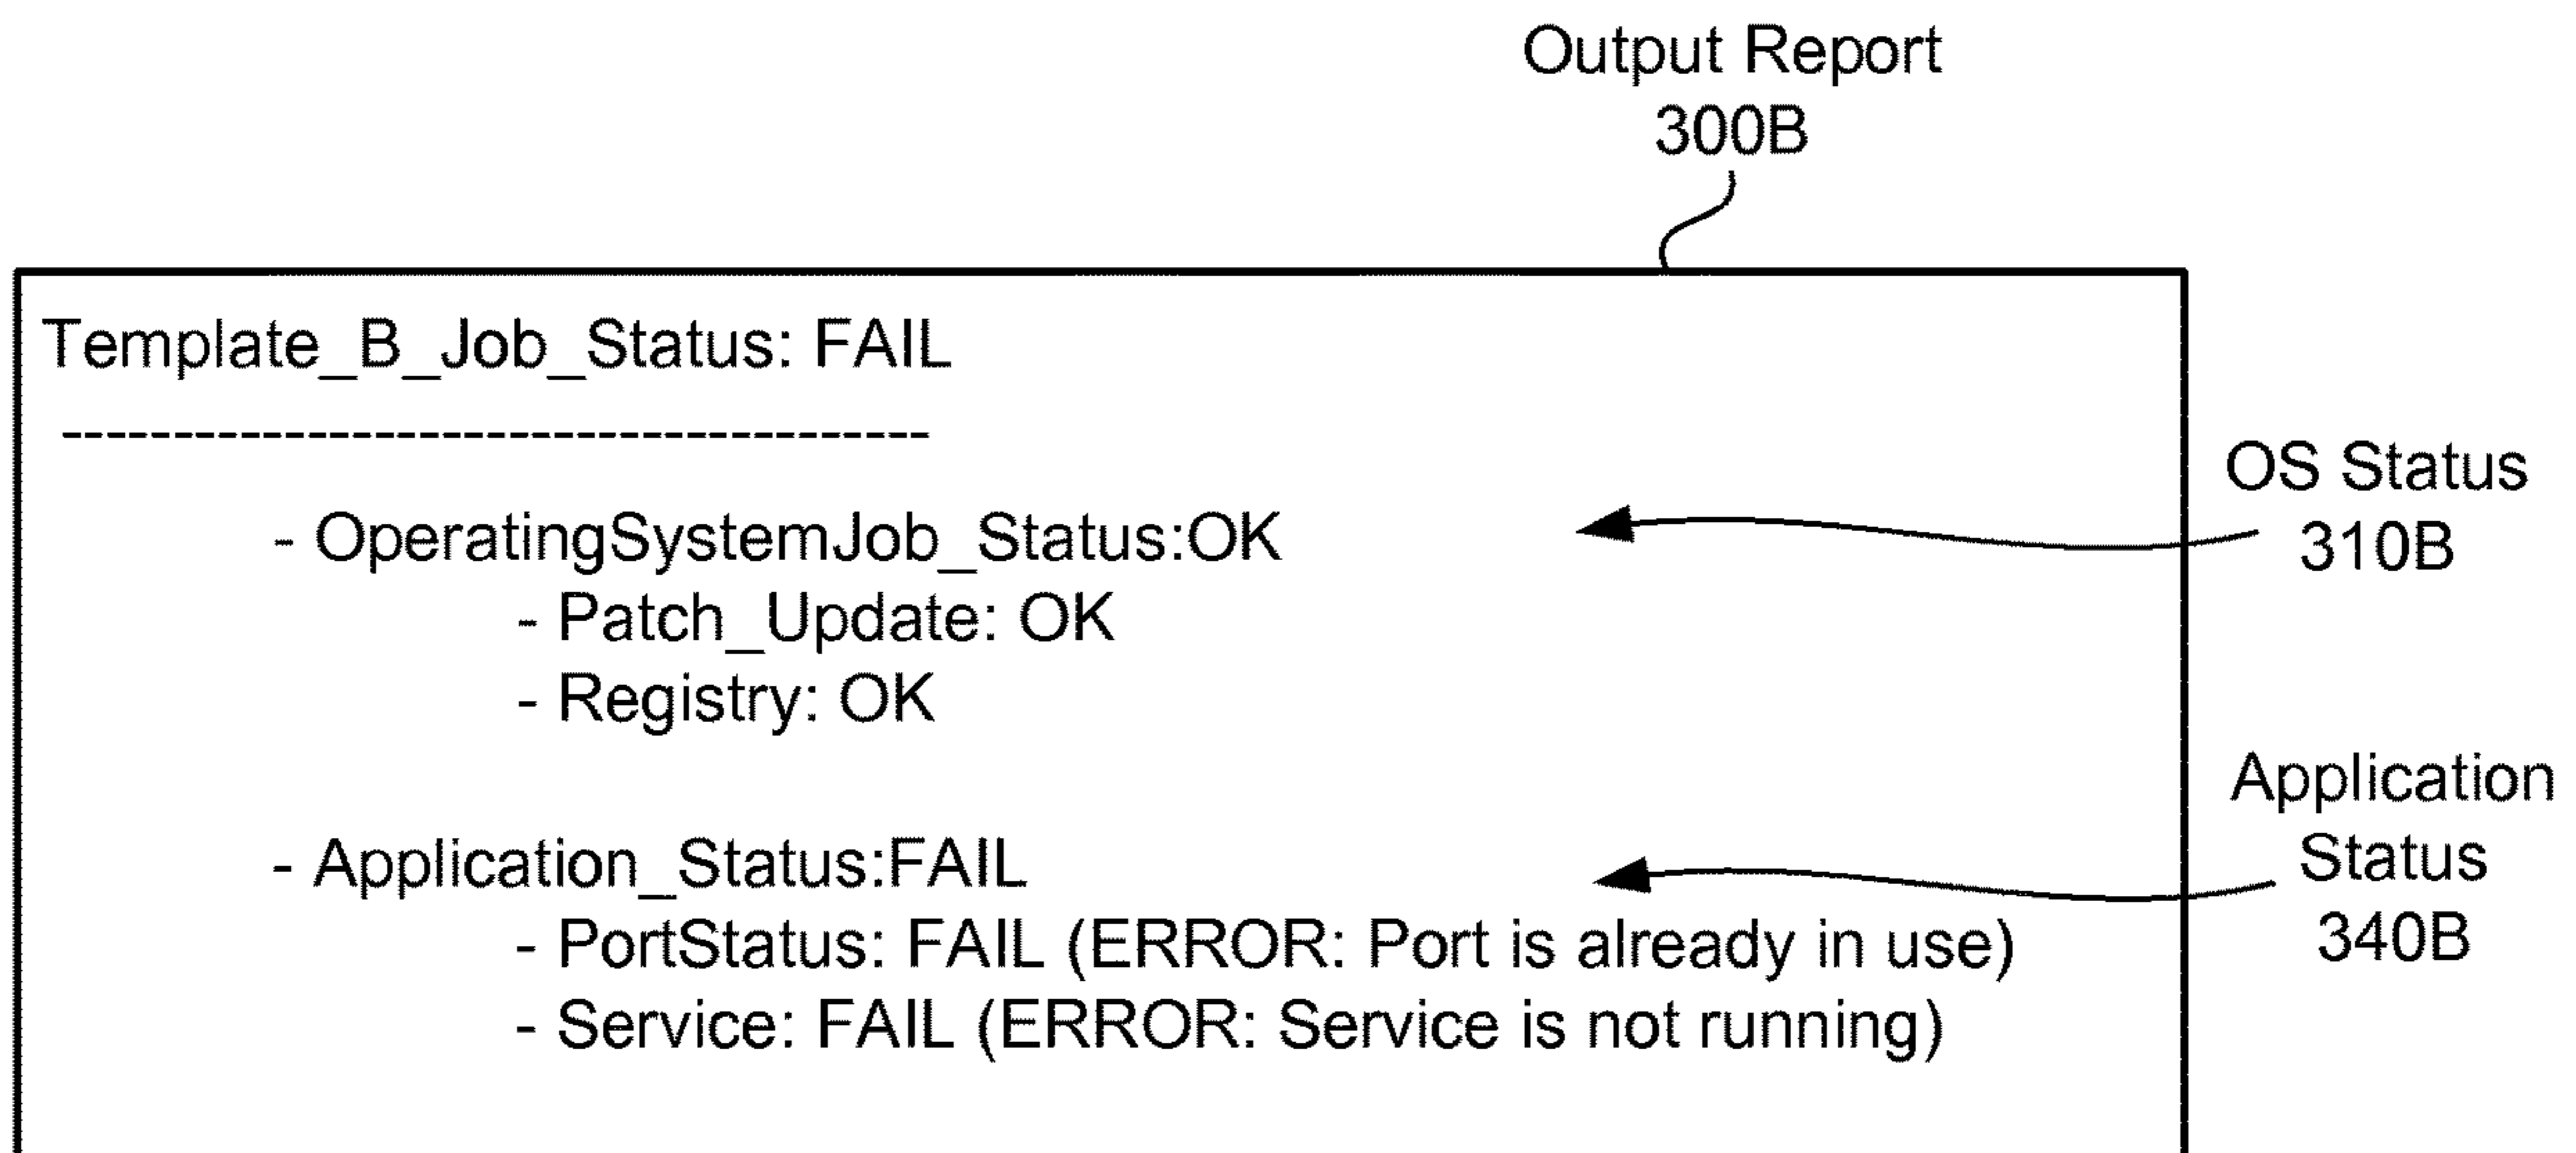 Output Report
300B
Template_B_Job_Status: FAIL
---------------------------------------
- OperatingSystemJob_Status:OK
- Patch_Update: OK
- Registry: OK
OS Status
310B
- Application_Status:FAIL
- PortStatus: FAIL (ERROR: Port is already in use)
- Service: FAIL (ERROR: Service is not running)
Application
Status
340B